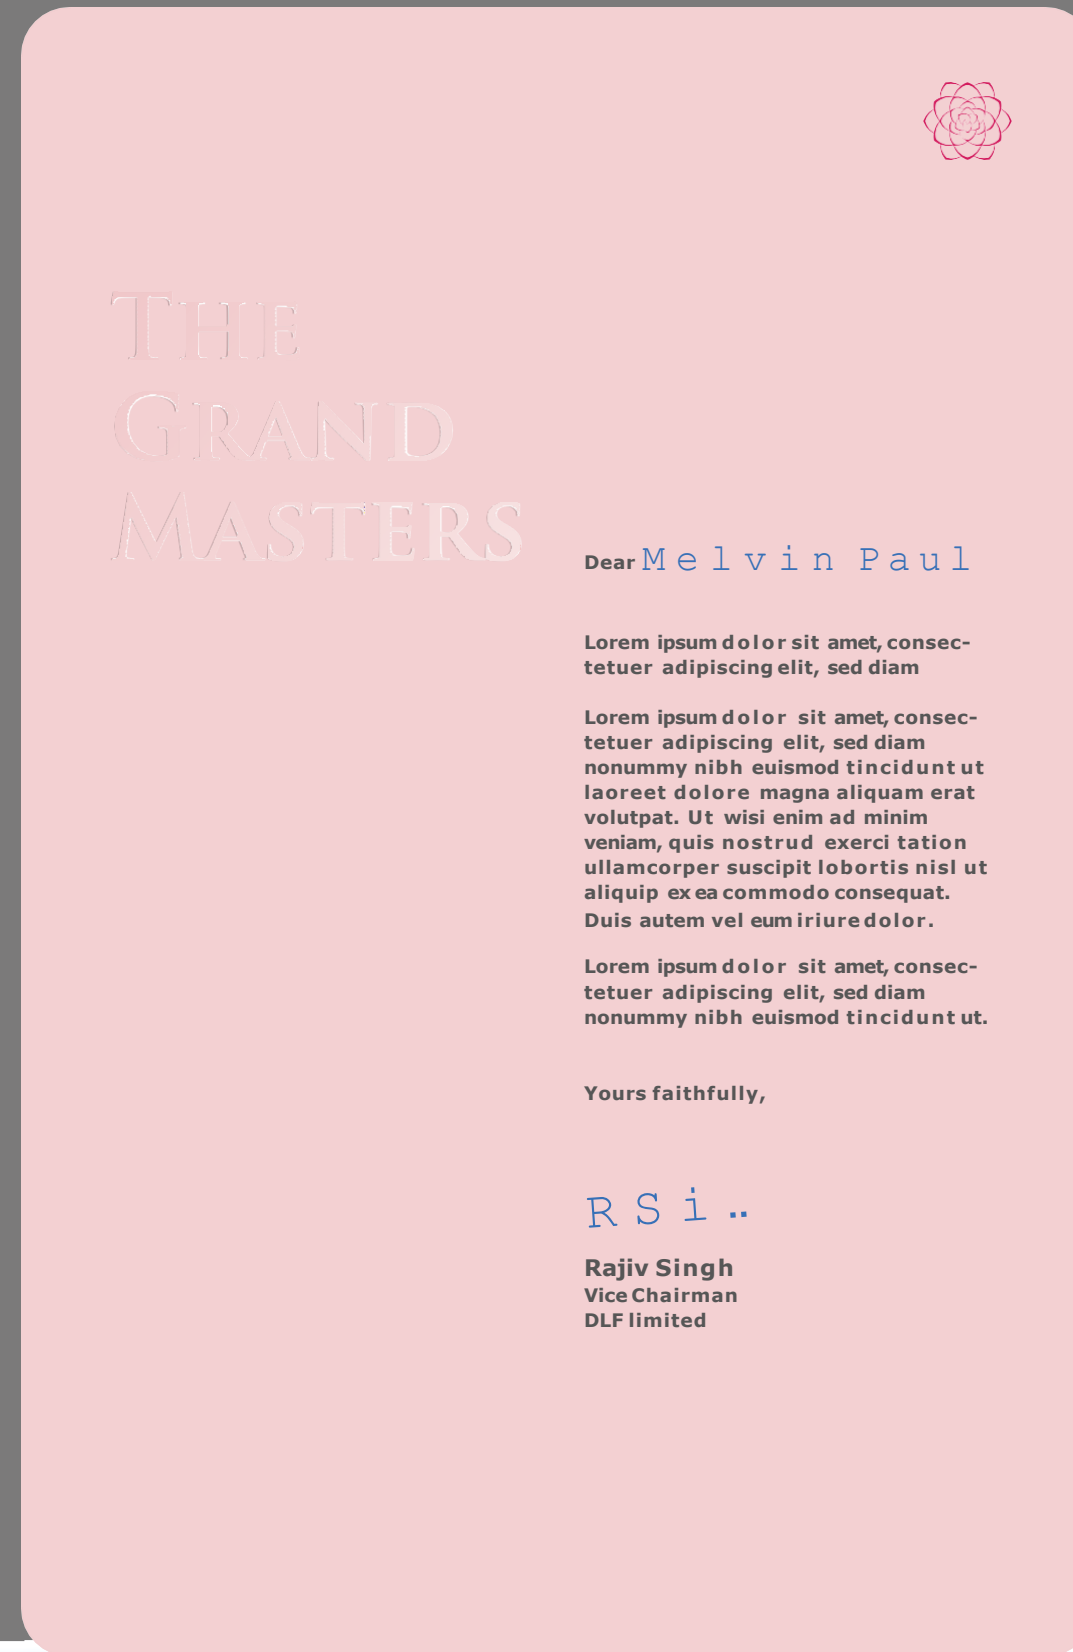 THE
GRAND
MASTERS
Dear Melvin Paul
Lorem ipsum dolor sit amet, consec-
tetuer adipiscing elit, sed diam
Lorem ipsum dolor sit amet, consec-
tetuer adipiscing elit, sed diam
nonummy nibh euismod tincidunt ut
laoreet dolore magna aliquam erat
volutpat. Ut wisi enim ad minim
veniam, quis nostrud exerci tation
ullamcorper suscipit lobortis nisl ut
aliquip ex ea commodo consequat.
Duis autem vel eum iriure dolor.
Lorem ipsum dolor sit amet, consec-
tetuer adipiscing elit, sed diam
nonummy nibh euismod tincidunt ut.
Yours faithfully,
RSi..
Rajiv Singh
Vice Chairman
DLF limited